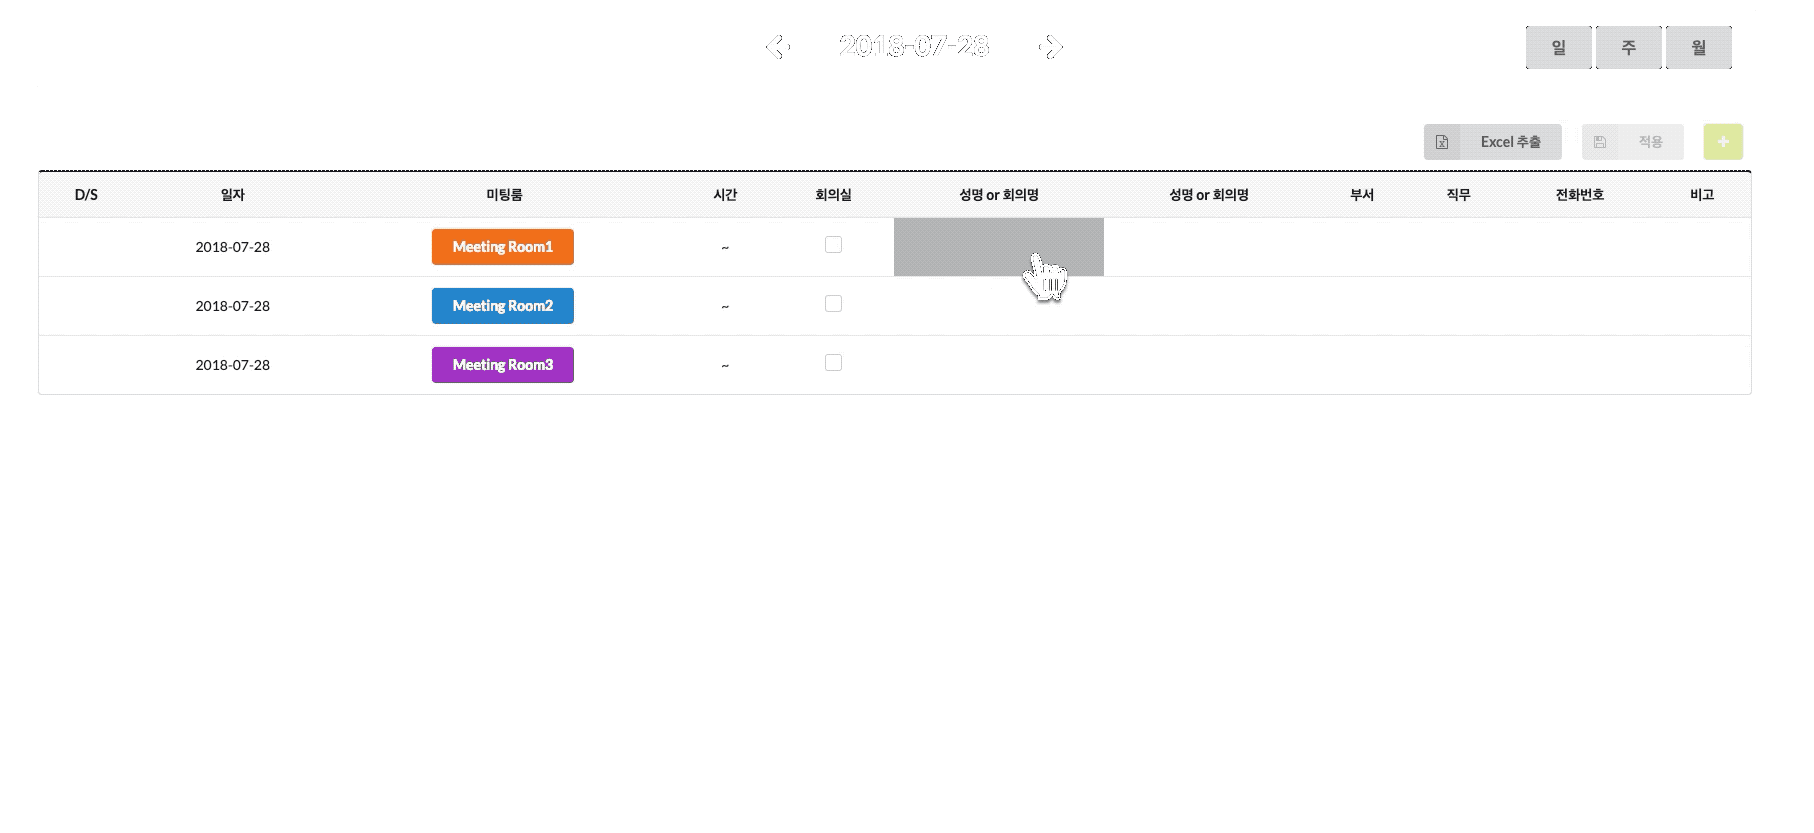 2018-07-28
일 주 월
Excel 추출 적용
D/S 일자 미팅룸 시간 회의실 성명 or 회의명 성명 or 회의명 부서 직무 전화번호 비고
2018-07-28 Meeting Room1 ~
2018-07-28 Meeting Room2 ~
2018-07-28 Meeting Room3 ~